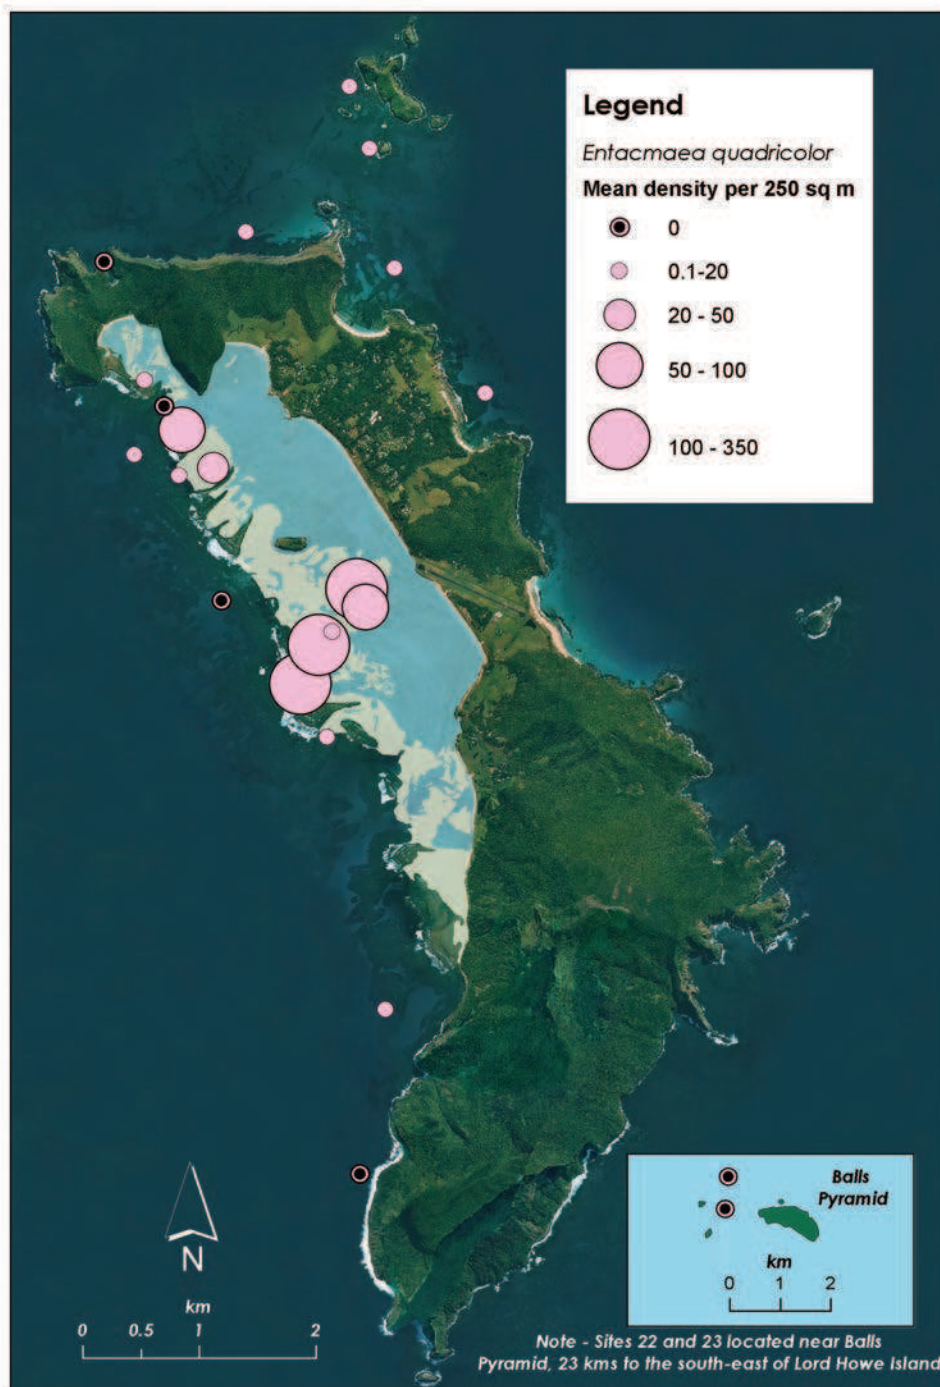 Legend
Entacmaea quadricolor
Mean density per 250 sq m
0
0.1-20
20 - 50
50 - 100
100 - 350
N
km
0 0.5 1 2
Balls
Pyramid
km
0 1 2
Note - Sites 22 and 23 located near Balls
Pyramid, 23 kms to the south-east of Lord Howe Island